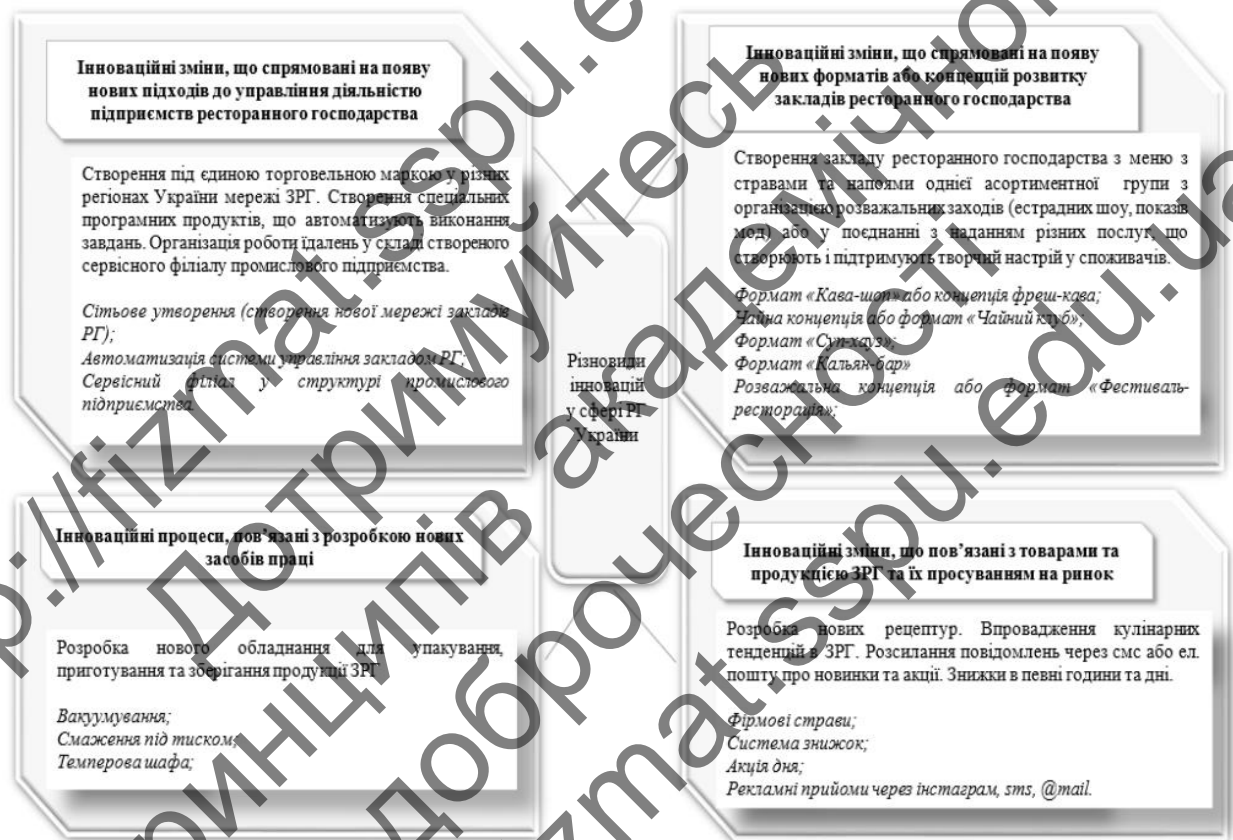 Інноваційні зміни, що спрямовані на появу
нових підходів до управління діяльністю
підприємств ресторанного господарства
Створення під єдиною торговельною маркою у різних
регіонах України мережі ЗРГ. Створення спеціальних
програмних продуктів, що автоматизують виконання
завдань. Організація роботи їдалень у складі створеного
сервісного філіалу промислового підприємства.
Сітьове утворення (створення нової мережі закладів
РГ);
Автоматизація системи управління закладом РГ;
Сервісний філіал у структурі промислового
підприємства.
Інноваційні зміни, що спрямовані на появу
нових форматів або концепцій розвитку
закладів ресторанного господарства
Створення закладу ресторанного господарства з меню з
стравами та напоями однієї асортиментної групи з
організацією розважальних заходів (естрадних шоу, показів
мод) або у поєднанні з наданням різних послуг, що
створюють і підтримують творчий настрій у споживачів.
Формат «Кава-шоп» або концепція фреш-кава;
Чайна концепція або формат «Чайний клуб»;
Формат «Суп-хауз»;
Формат «Кальян-бар»
Розважальна концепція або формат «Фестиваль-
ресторація»;
Різновиди
інновацій
у сфері РГ
України
Інноваційні процеси, пов’язані з розробкою нових
засобів праці
Розробка нового обладнання для упакування,
приготування та зберігання продукції ЗРГ
Вакуумування;
Смаження під тиском;
Темперова шафа;
Інноваційні зміни, що пов’язані з товарами та
продукцією ЗРГ та їх просуванням на ринок
Розробка нових рецептур. Впровадження кулінарних
тенденцій в ЗРГ. Розсилання повідомлень через смс або ел.
пошту про новинки та акції. Знижки в певні години та дні.
Фірмові страви;
Система знижок;
Акція дня;
Рекламні прийоми через інстаграм, sms, @mail.
p://fizmat.sspu.e
Дотримуйтесь
ринципів академічної
доброчесності
fizmat.sspu.edu.ua